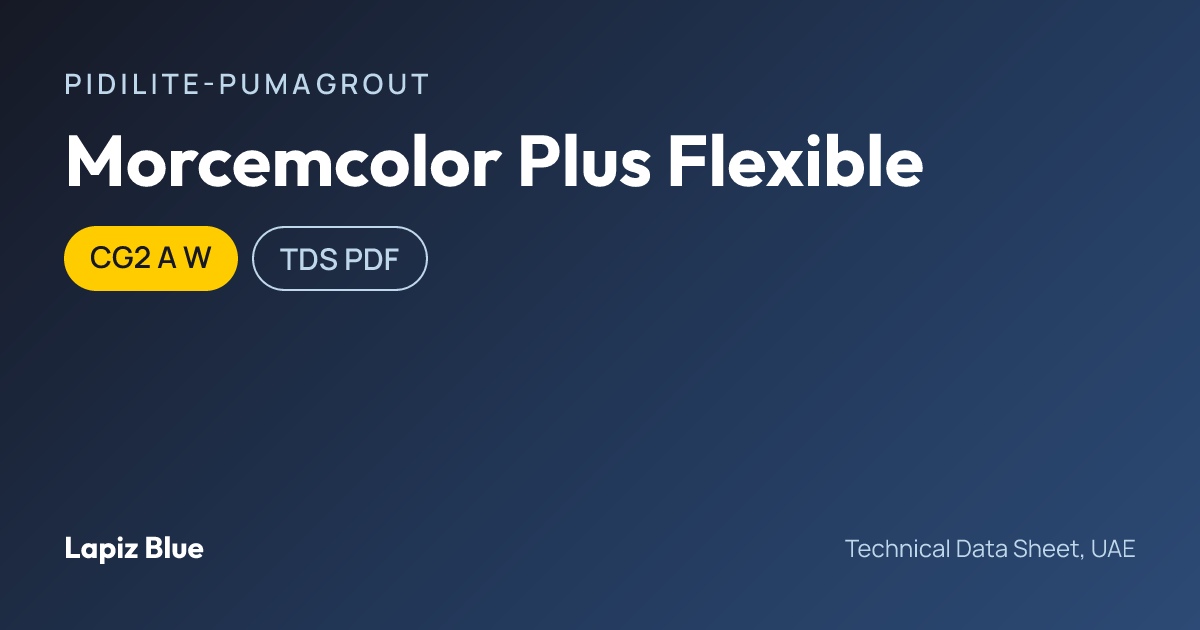 PIDILITE-PUMAGROUT
Morcemcolor Plus Flexible
CG2 A W
TDS PDF
Lapiz Blue
Technical Data Sheet, UAE